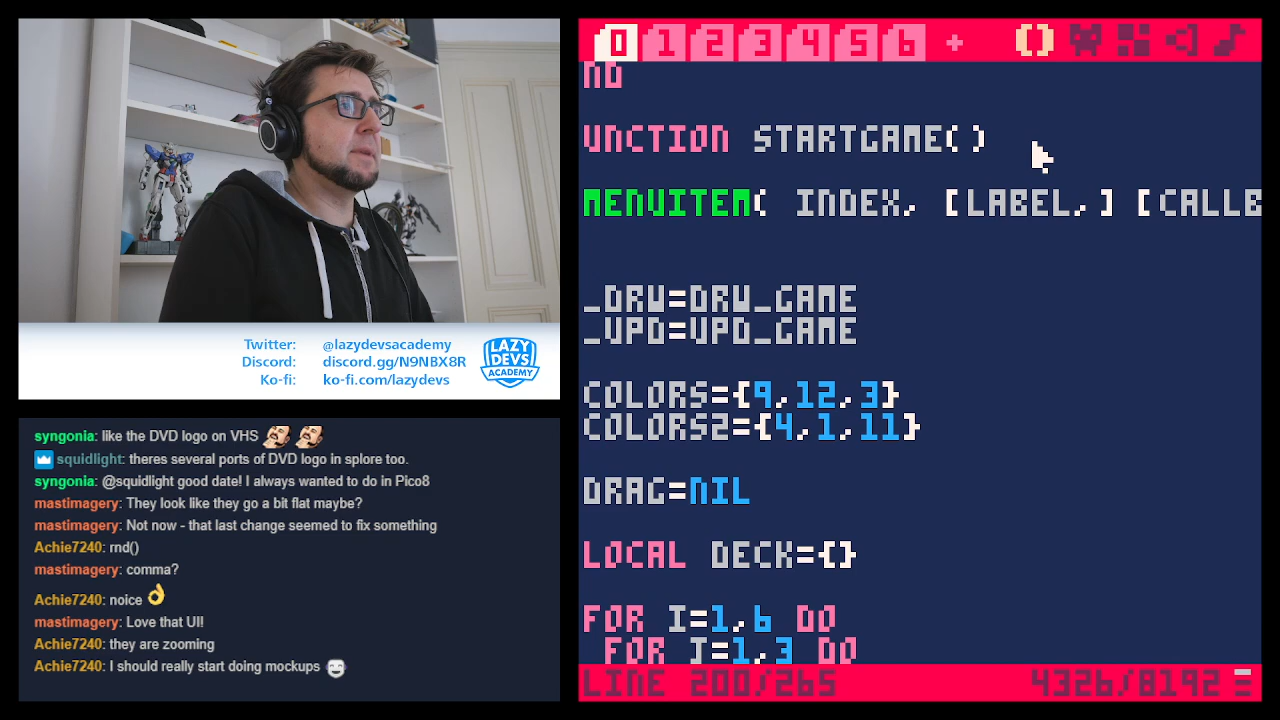 0 1 2 3 4 5 6 +
ND
UNCTION STARTGAME()
MENUITEM( INDEX, [LABEL,] [CALLB
_DRW=DRW_GAME
_UPD=UPD_GAME
COLORS={9,12,3}
COLORS2={4,1,11}
DRAG=NIL
LOCAL DECK={}
FOR I=1,6 DO
FOR J=1,3 DO
LINE 200/265
4326/8192
Twitter: @lazydevsacademy
Discord: discord.gg/N9NBX8R
Ko-fi: ko-fi.com/lazydevs
LAZY
DEVS
ACADEMY
syngonia: like the DVD logo on VHS
squidlight: theres several ports of DVD logo in splore too.
syngonia: @squidlight good date! I always wanted to do in Pico8
mastimagery: They look like they go a bit flat maybe?
mastimagery: Not now - that last change seemed to fix something
Achie7240: rnd()
mastimagery: comma?
Achie7240: noice
mastimagery: Love that UI!
Achie7240: they are zooming
Achie7240: I should really start doing mockups